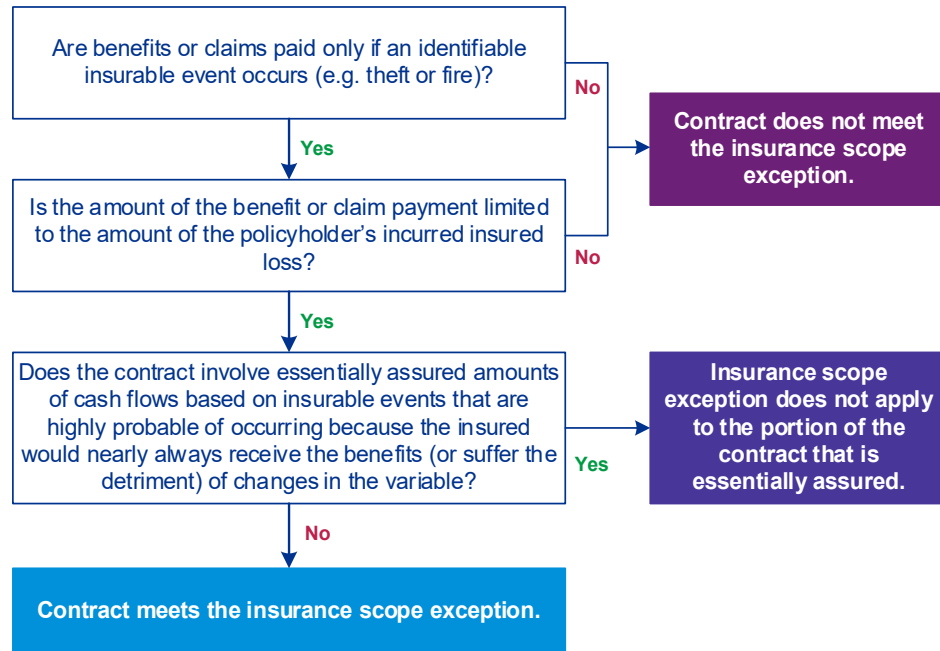 Are benefits or claims paid only if an identifiable
insurable event occurs (e.g. theft or fire)?
No
Contract does not meet
the insurance scope
exception.
Yes
Is the amount of the benefit or claim payment limited
to the amount of the policyholder’s incurred insured
loss?
No
Yes
Does the contract involve essentially assured amounts
of cash flows based on insurable events that are
highly probable of occurring because the insured
would nearly always receive the benefits (or suffer the
detriment) of changes in the variable?
Yes
Insurance scope
exception does not apply
to the portion of the
contract that is
essentially assured.
No
Contract meets the insurance scope exception.